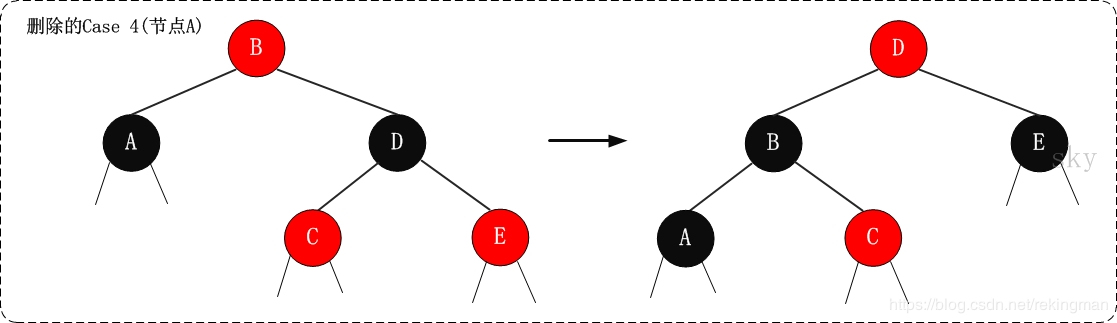 删除的Case 4(节点A)
B
D
A
D
B
E
sky
C
E
A
C
https://blog.csdn.net/rekingman